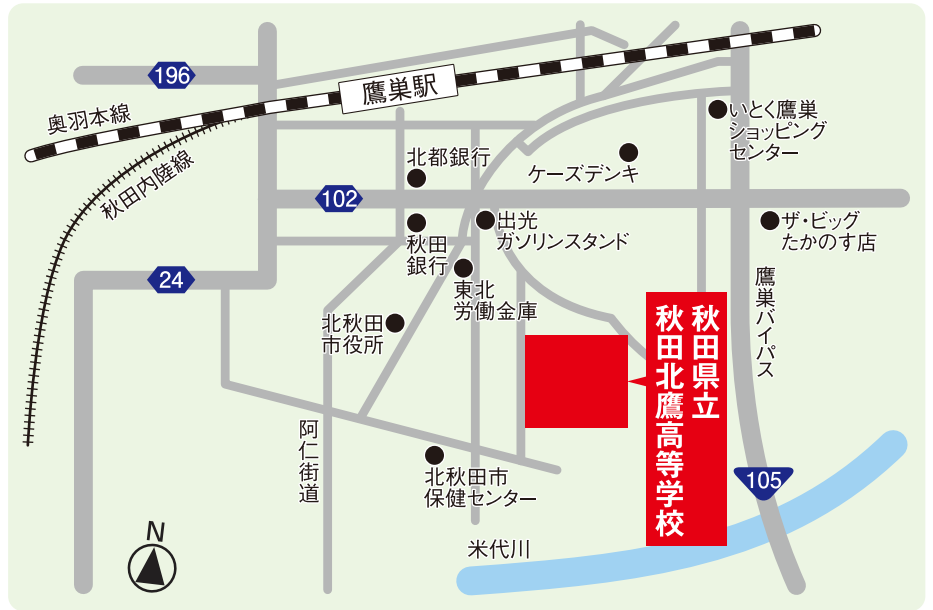 196
鷹巣駅
奥羽本線
いとく鷹巣
ショッピング
センター
北都銀行
ケーズデンキ
秋田内陸線
102
出光
ガソリンスタンド
ザ・ビッグ
たかのす店
秋田
銀行
24
東北
労働金庫
鷹巣バイパス
北秋田
市役所
秋田県立
秋田北鷹高等学校
阿仁街道
北秋田市
保健センター
105
N
米代川